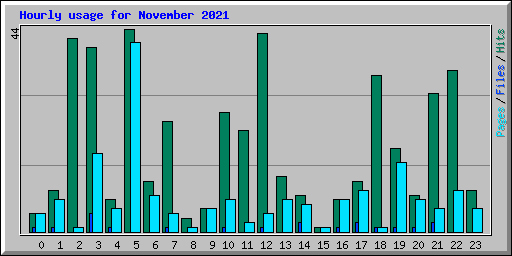 Hourly usage for November 2021
44
Pages/Files/Hits
0 1 2 3 4 5 6 7 8 9 10 11 12 13 14 15 16 17 18 19 20 21 22 23